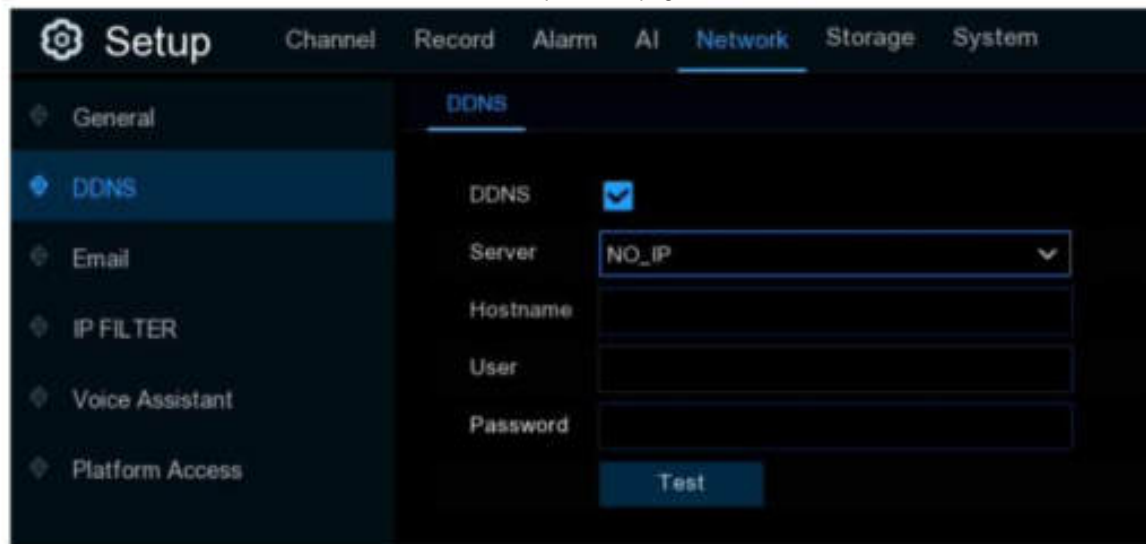 Setup Channel Record Alarm AI Network Storage System
General
DDNS
Email
IP FILTER
Voice Assistant
Platform Access
DDNS
DDNS
Server NO_IP
Hostname
User
Password
Test